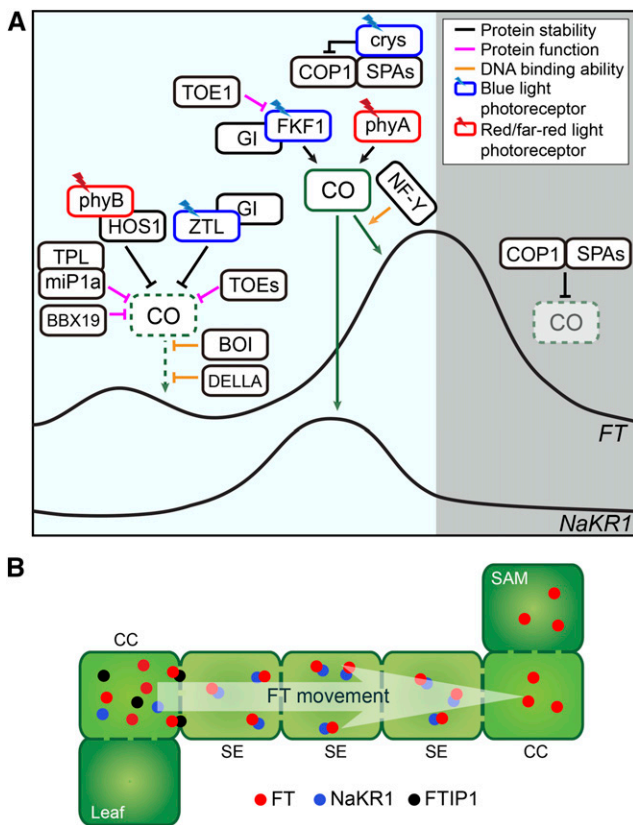 A
crys
COP1
SPAs
TOE1
FKF1
GI
phyA
CO
NF-Y
Protein stability
Protein function
DNA binding ability
Blue light
photoreceptor
Red/far-red light
photoreceptor
phyB
HOS1
ZTL
GI
TPL
miP1a
BBX19
CO
TOEs
BOI
DELLA
COP1
SPAs
CO
FT
NaKR1
B
SAM
CC
FT movement
SE
SE
SE
CC
Leaf
FT
NaKR1
FTIP1